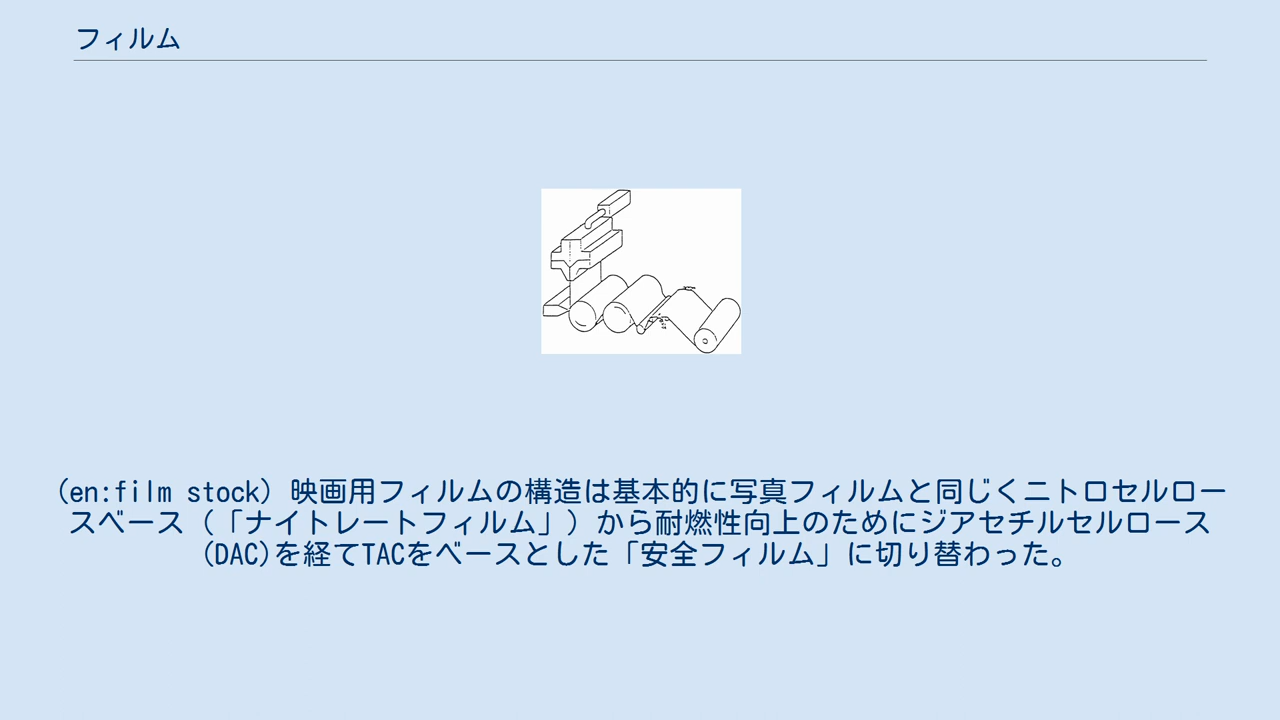 フィルム
(en:film stock) 映画用フィルムの構造は基本的に写真フィルムと同じくニトロセルロー
スベース（「ナイトレートフィルム」）から耐燃性向上のためにジアセチルセルロース
(DAC)を経てTACをベースとした「安全フィルム」に切り替わった。